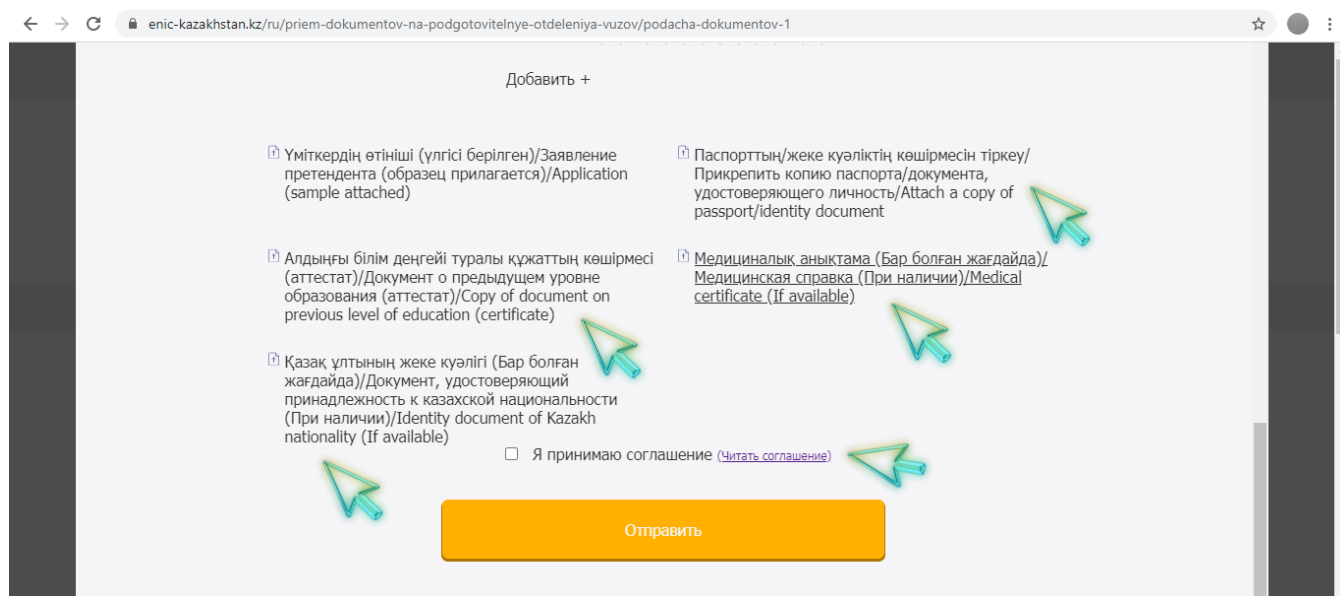 enic-kazakhstan.kz/ru/priem-dokumentov-na-podgotovitelnye-otdeleniya-vuzov/podacha-dokumentov-1
Добавить +
Үміткердің өтініші (үлгісі берілген)/Заявление
претендента (образец прилагается)/Application
(sample attached)
Паспорттың/жеке куәліктің көшірмесін тіркеу/
Прикрепить копию паспорта/документа,
удостоверяющего личность/Attach a copy of
passport/identity document
Алдыңғы білім деңгейі туралы құжаттың көшірмесі
(аттестат)/Документ о предыдущем уровне
образования (аттестат)/Copy of document on
previous level of education (certificate)
Медициналық анықтама (Бар болған жағдайда)/
Медицинская справка (При наличии)/Medical
certificate (If available)
Қазақ ұлтының жеке куәлігі (Бар болған
жағдайда)/Документ, удостоверяющий
принадлежность к казахской национальности
(При наличии)/Identity document of Kazakh
nationality (If available)
Я принимаю соглашение (Читать соглашение)
Отправить